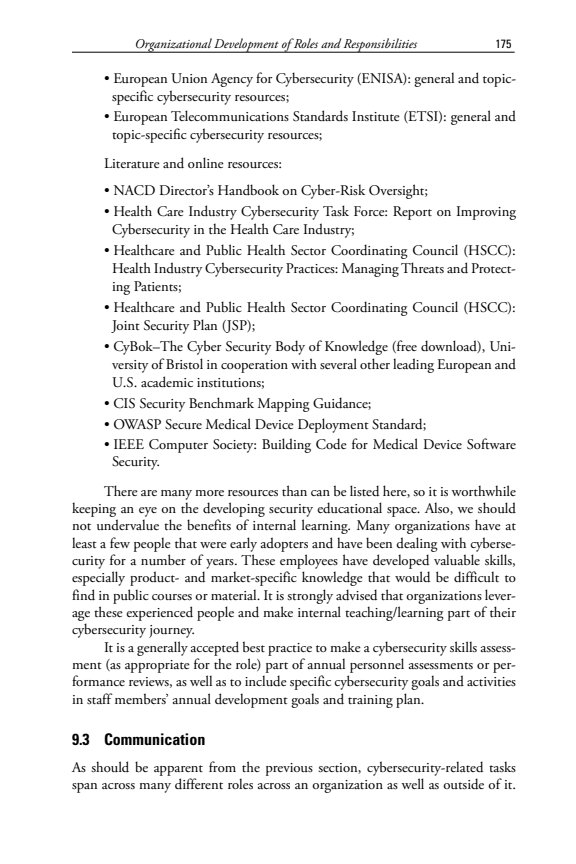 Organizational Development of Roles and Responsibilities 175
• European Union Agency for Cybersecurity (ENISA): general and topic-
specific cybersecurity resources;
• European Telecommunications Standards Institute (ETSI): general and
topic-specific cybersecurity resources;
Literature and online resources:
• NACD Director’s Handbook on Cyber-Risk Oversight;
• Health Care Industry Cybersecurity Task Force: Report on Improving
Cybersecurity in the Health Care Industry;
• Healthcare and Public Health Sector Coordinating Council (HSCC):
Health Industry Cybersecurity Practices: Managing Threats and Protect-
ing Patients;
• Healthcare and Public Health Sector Coordinating Council (HSCC):
Joint Security Plan (JSP);
• CyBok–The Cyber Security Body of Knowledge (free download), Uni-
versity of Bristol in cooperation with several other leading European and
U.S. academic institutions;
• CIS Security Benchmark Mapping Guidance;
• OWASP Secure Medical Device Deployment Standard;
• IEEE Computer Society: Building Code for Medical Device Software
Security.
There are many more resources than can be listed here, so it is worthwhile
keeping an eye on the developing security educational space. Also, we should
not undervalue the benefits of internal learning. Many organizations have at
least a few people that were early adopters and have been dealing with cyberse-
curity for a number of years. These employees have developed valuable skills,
especially product- and market-specific knowledge that would be difficult to
find in public courses or material. It is strongly advised that organizations lever-
age these experienced people and make internal teaching/learning part of their
cybersecurity journey.
It is a generally accepted best practice to make a cybersecurity skills assess-
ment (as appropriate for the role) part of annual personnel assessments or per-
formance reviews, as well as to include specific cybersecurity goals and activities
in staff members’ annual development goals and training plan.
9.3 Communication
As should be apparent from the previous section, cybersecurity-related tasks
span across many different roles across an organization as well as outside of it.